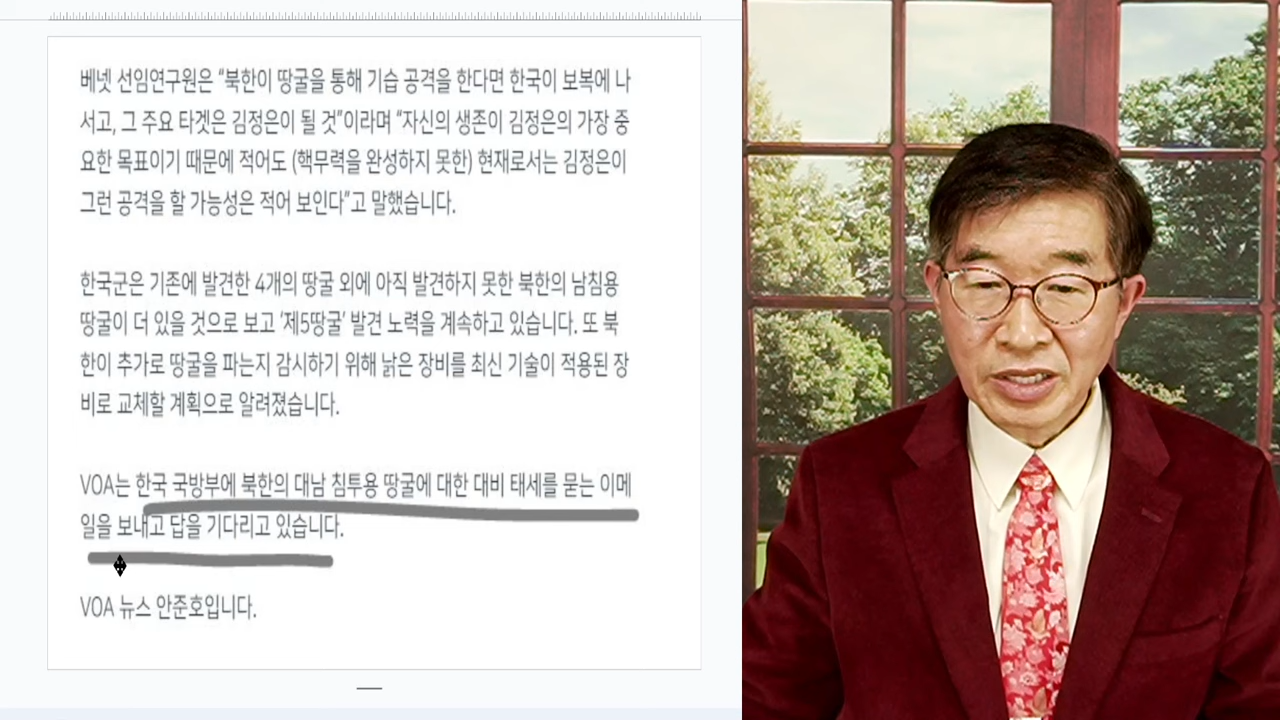 베넷 선임연구원은 “북한이 땅굴을 통해 기습 공격을 한다면 한국이 보복에 나
서고, 그 주요 타겟은 김정은이 될 것”이라며 “자신의 생존이 김정은의 가장 중
요한 목표이기 때문에 적어도 (핵무력을 완성하지 못한) 현재로서는 김정은이
그런 공격을 할 가능성은 적어 보인다”고 말했습니다.
한국군은 기존에 발견한 4개의 땅굴 외에 아직 발견하지 못한 북한의 남침용
땅굴이 더 있을 것으로 보고 ‘제5땅굴’ 발견 노력을 계속하고 있습니다. 또 북
한이 추가로 땅굴을 파는지 감시하기 위해 낡은 장비를 최신 기술이 적용된 장
비로 교체할 계획으로 알려졌습니다.
VOA는 한국 국방부에 북한의 대남 침투용 땅굴에 대한 대비 태세를 묻는 이메
일을 보내고 답을 기다리고 있습니다.
VOA 뉴스 안준호입니다.